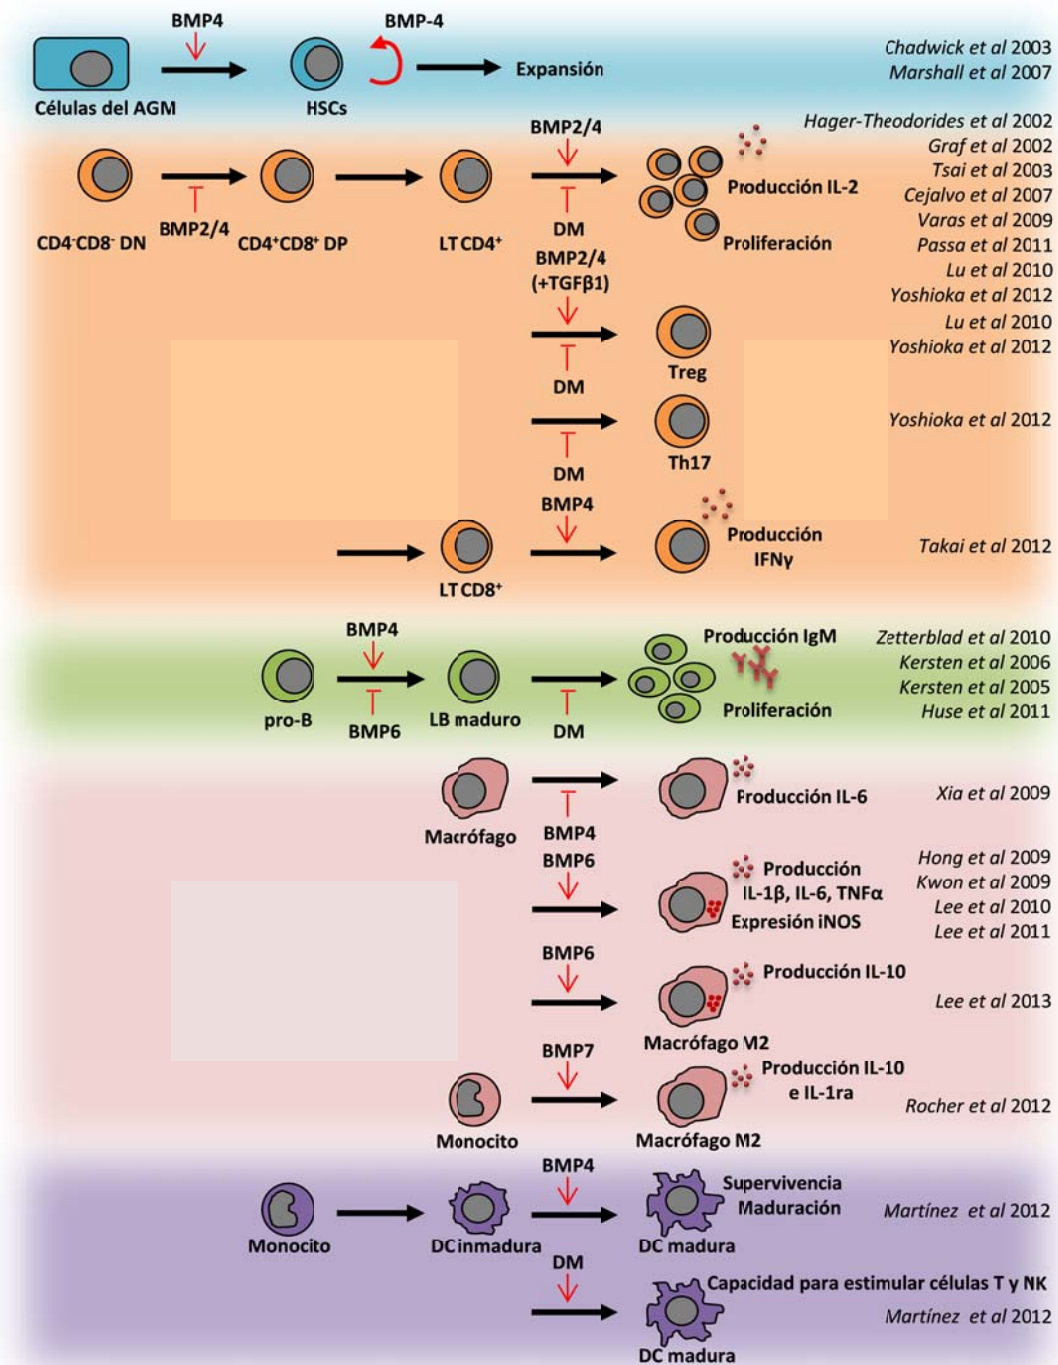 BMP4
BMP-4
Chadwick et al 2003
Marshall et al 2007
Expansión
Células del AGM
HSCs
Hager-Theodorides et al 2002
Graf et al 2002
Tsai et al 2003
Cejalvo et al 2007
Varas et al 2009
Passa et al 2011
Lu et al 2010
Yoshioka et al 2012
BMP2/4
Producción IL-2
CD4⁻CD8⁻ DN
BMP2/4
CD4⁺CD8⁺ DP
LT CD4⁺
DM
Proliferación
BMP2/4
(+TGFβ1)
Lu et al 2010
Yoshioka et al 2012
Treg
DM
Yoshioka et al 2012
Th17
DM
BMP4
Producción
IFNγ
Takai et al 2012
LT CD8⁺
BMP4
Producción IgM
Zetterblad et al 2010
Kersten et al 2006
Kersten et al 2005
Huse et al 2011
pro-B
BMP6
LB maduro
DM
Proliferación
Producción IL-6
Xia et al 2009
Macrófago
BMP4
BMP6
Producción
IL-1β, IL-6, TNFα
Expresión iNOS
Hong et al 2009
Kwon et al 2009
Lee et al 2010
Lee et al 2011
BMP6
Producción IL-10
Lee et al 2013
Macrófago M2
BMP7
Producción IL-10
e IL-1ra
Rocher et al 2012
Monocito
Macrófago M2
BMP4
Supervivencia
Maduración
Martínez et al 2012
Monocito
DC inmadura
DC madura
DM
Capacidad para estimular células T y NK
Martínez et al 2012
DC madura